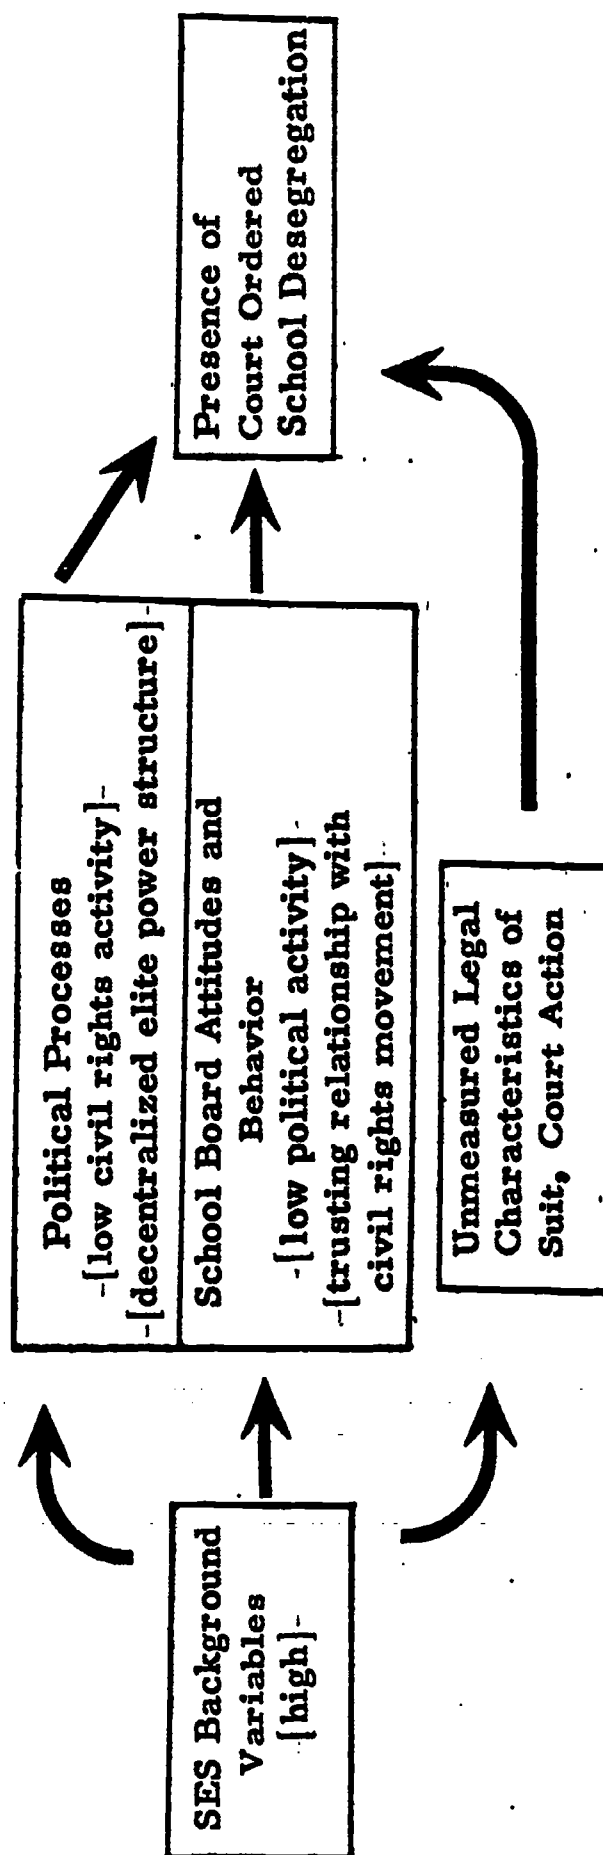 SES Background
Variables
-[high]-
Political Processes
-[low civil rights activity]-
-[decentralized elite power structure]-
School Board Attitudes and
Behavior
-[low political activity]-
-[trusting relationship with
civil rights movement]-
Unmeasured Legal
Characteristics of
Suit, Court Action
Presence of
Court Ordered
School Desegregation